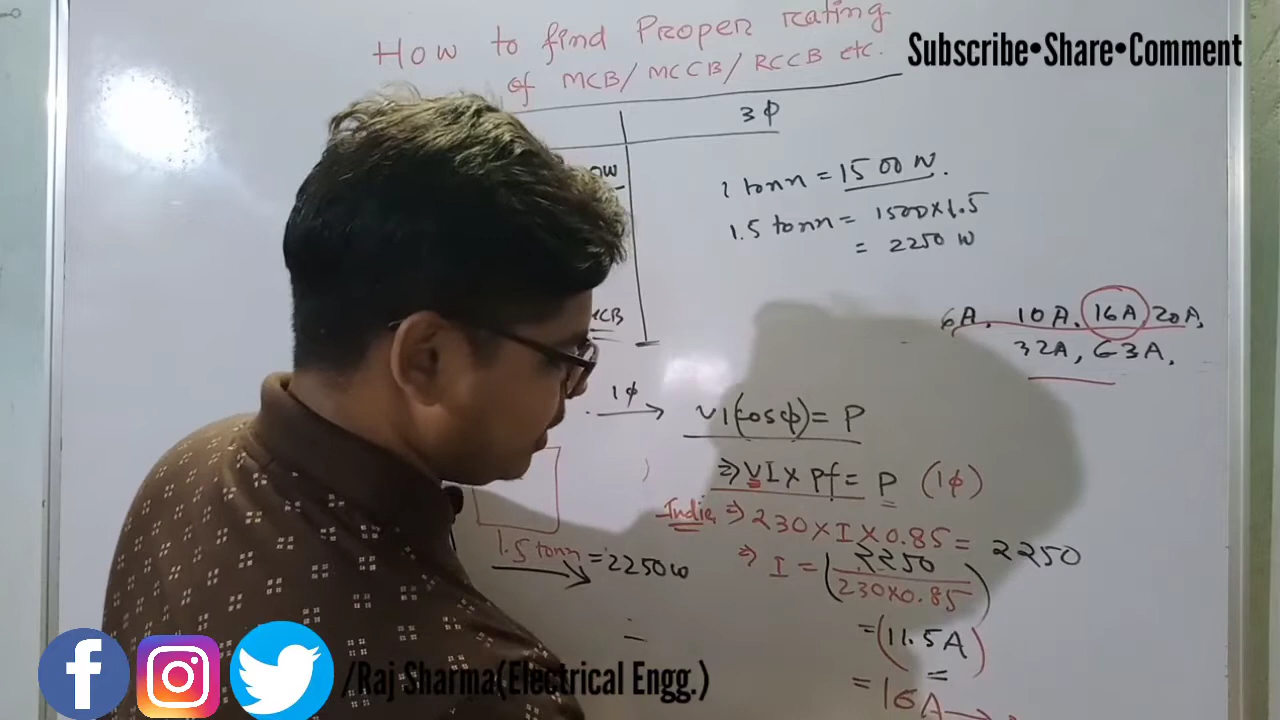 How to find Proper rating
of MCB/ MCCB/ RCCB etc.
Subscribe•Share•Comment
3ϕ
0W
1 tonn = 1500 W.
1.5 tonn = 1500×1.5
= 2250 W
6A, 10A, 16A, 20A,
32A, 63A.
CB
1ϕ
VI(cosϕ) = P
⇒ VI × Pf = P (1ϕ)
India ⇒ 230×I×0.85 = 2250
⇒ I = (2250
230×0.85)
1.5 tonn = 2250w
=(11.5A)
= 16A
/Raj Sharma(Electrical Engg.)